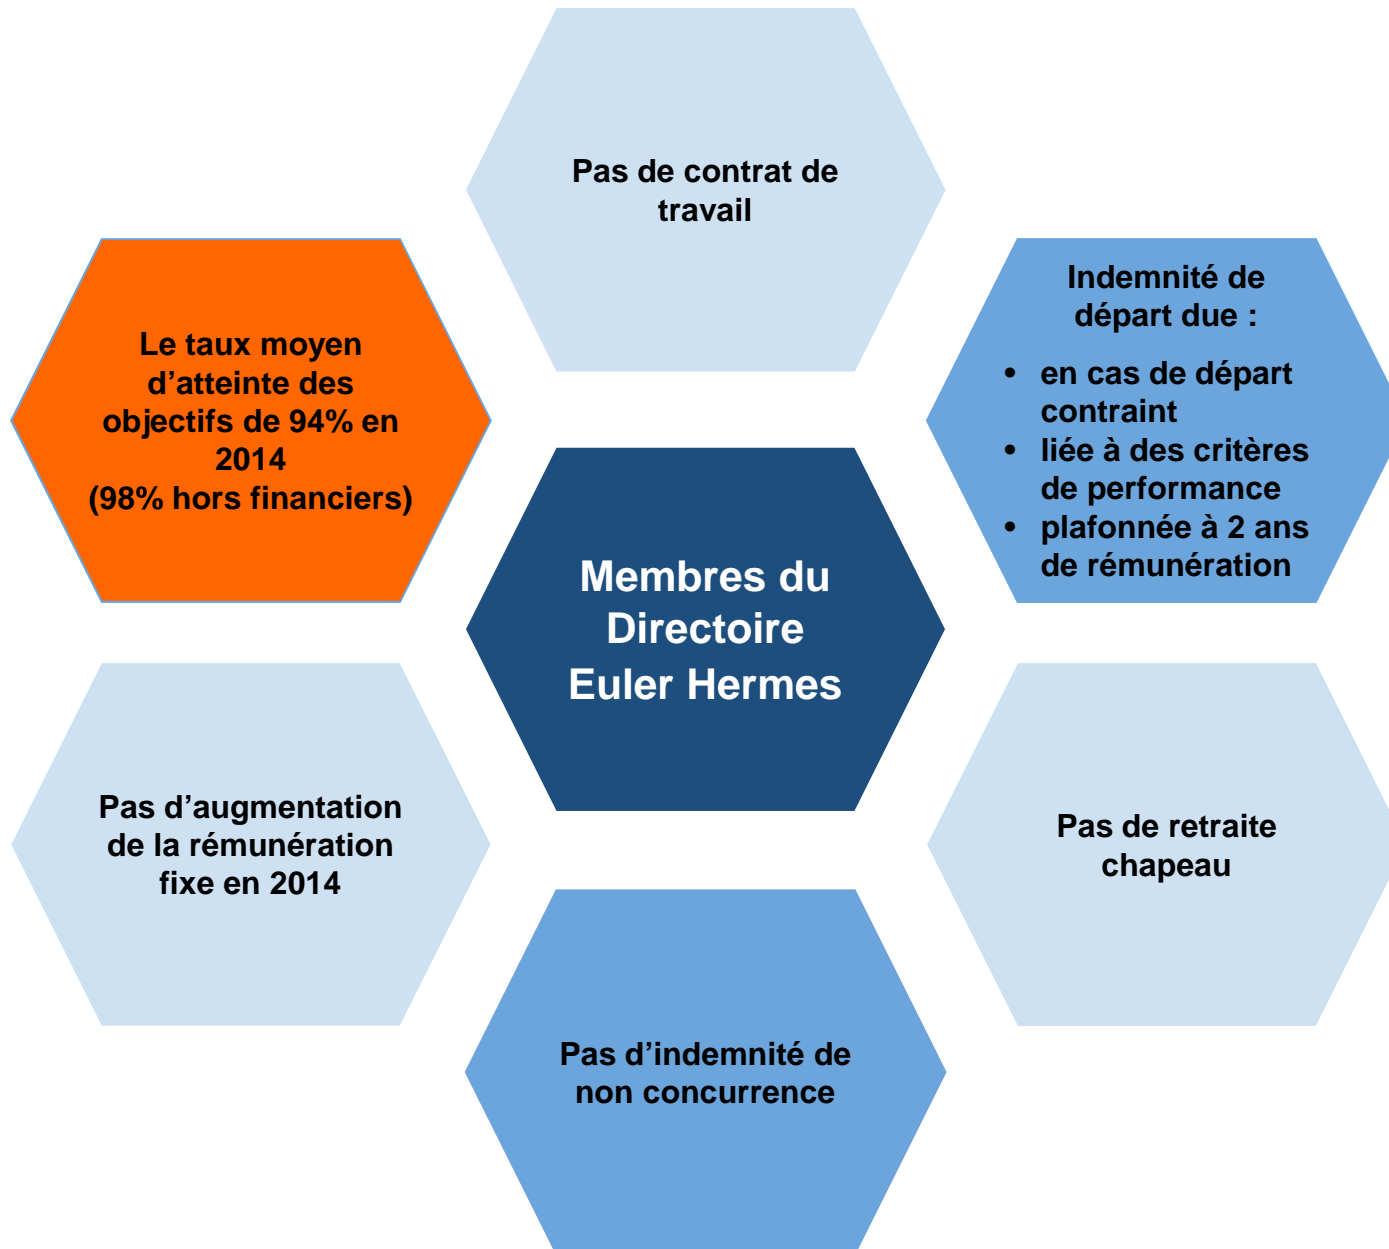 Pas de contrat de
travail
Le taux moyen
d’atteinte des
objectifs de 94% en
2014
(98% hors financiers)
Indemnité de
départ due :
• en cas de départ
contraint
• liée à des critères
de performance
• plafonnée à 2 ans
de rémunération
Membres du
Directoire
Euler Hermes
Pas d’augmentation
de la rémunération
fixe en 2014
Pas de retraite
chapeau
Pas d’indemnité de
non concurrence